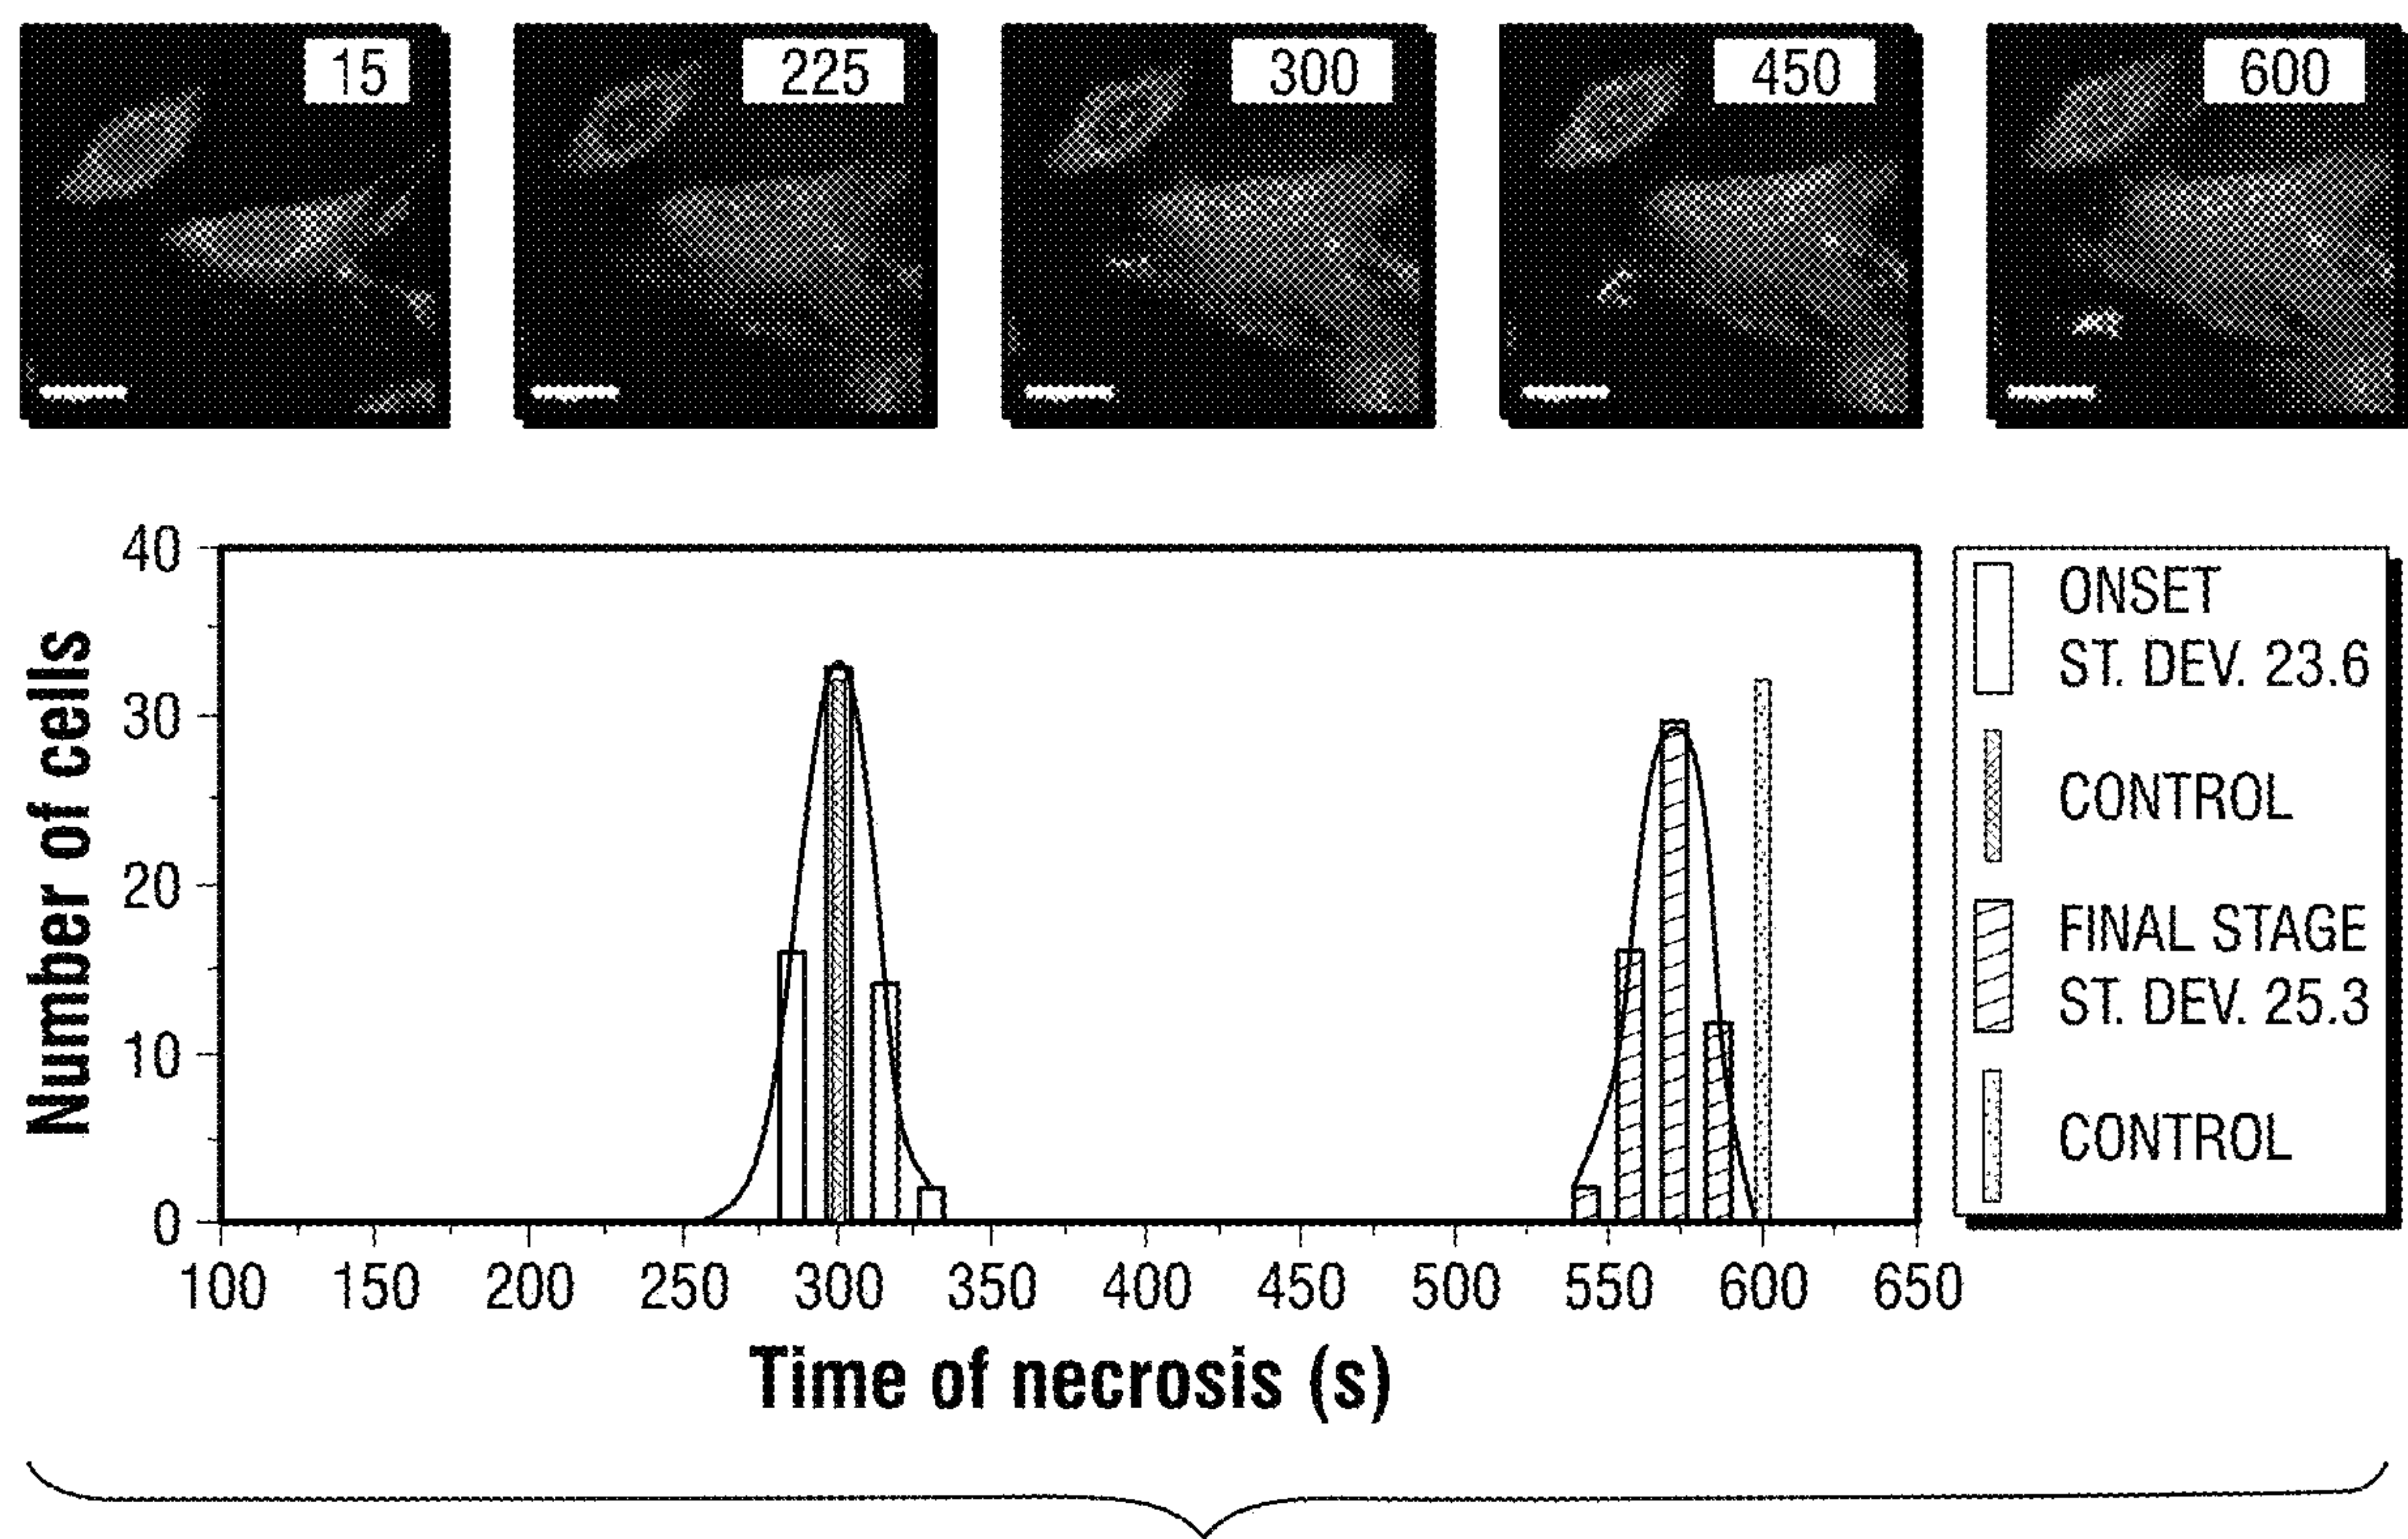 15
225
300
450
600
40
30
20
10
0
Number of cells
100 150 200 250 300 350 400 450 500 550 600 650
Time of necrosis (s)
ONSET
ST. DEV. 23.6
CONTROL
FINAL STAGE
ST. DEV. 25.3
CONTROL